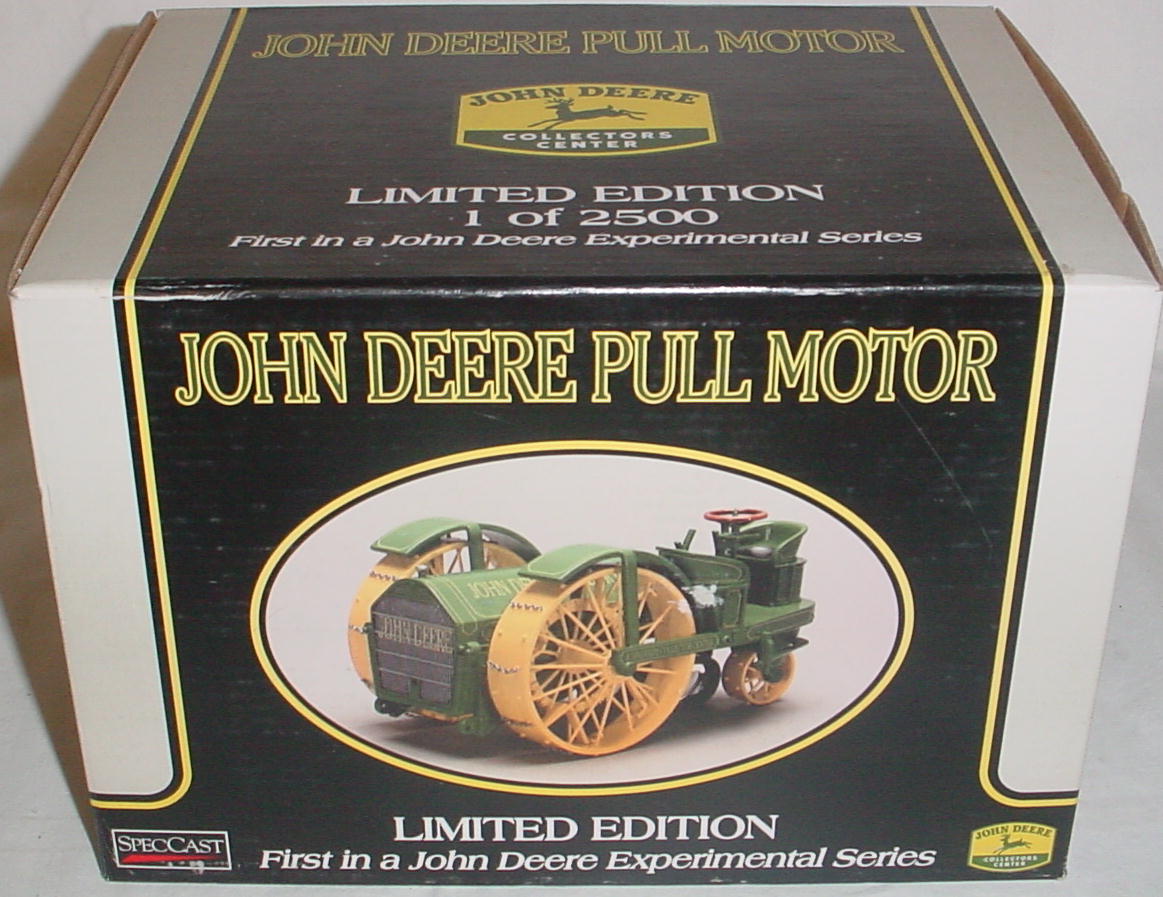 JOHN DEERE PULL MOTOR
JOHN DEERE
COLLECTORS
CENTER
LIMITED EDITION
1 of 2500
First in a John Deere Experimental Series
JOHN DEERE PULL MOTOR
JOHN DE
JOHN DEERE
LIMITED EDITION
First in a John Deere Experimental Series
SPECCAST
JOHN DEERE
COLLECTORS
CENTER